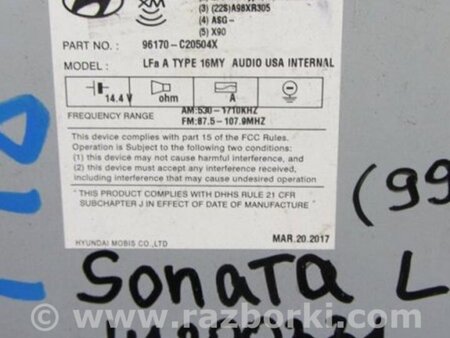 XM
(3) (22S)A98XR305
(4) ASG-
(5) X90
PART NO. : 96170-C20504X
MODEL : LFa A TYPE 16MY AUDIO USA INTERNAL
14.4V ohm A
FREQUENCY RANGE AM:530-1710KHZ
FM:87.5-107.9MHZ
This device complies with part 15 of the FCC Rules.
Operation is Subject to the following two conditions:
(1) this device may not cause harmful interference, and
(2) this device must accept any interference received,
including interference that may cause undesired operation
THIS PRODUCT COMPLIES WITH DHHS RULE 21 CFR
SUBCHAPTER J IN EFFECT OF DATE OF MANUFACTURE
HYUNDAI MOBIS CO.,LTD MAR.20.2017
(99
Sonata L
www.razborki.com